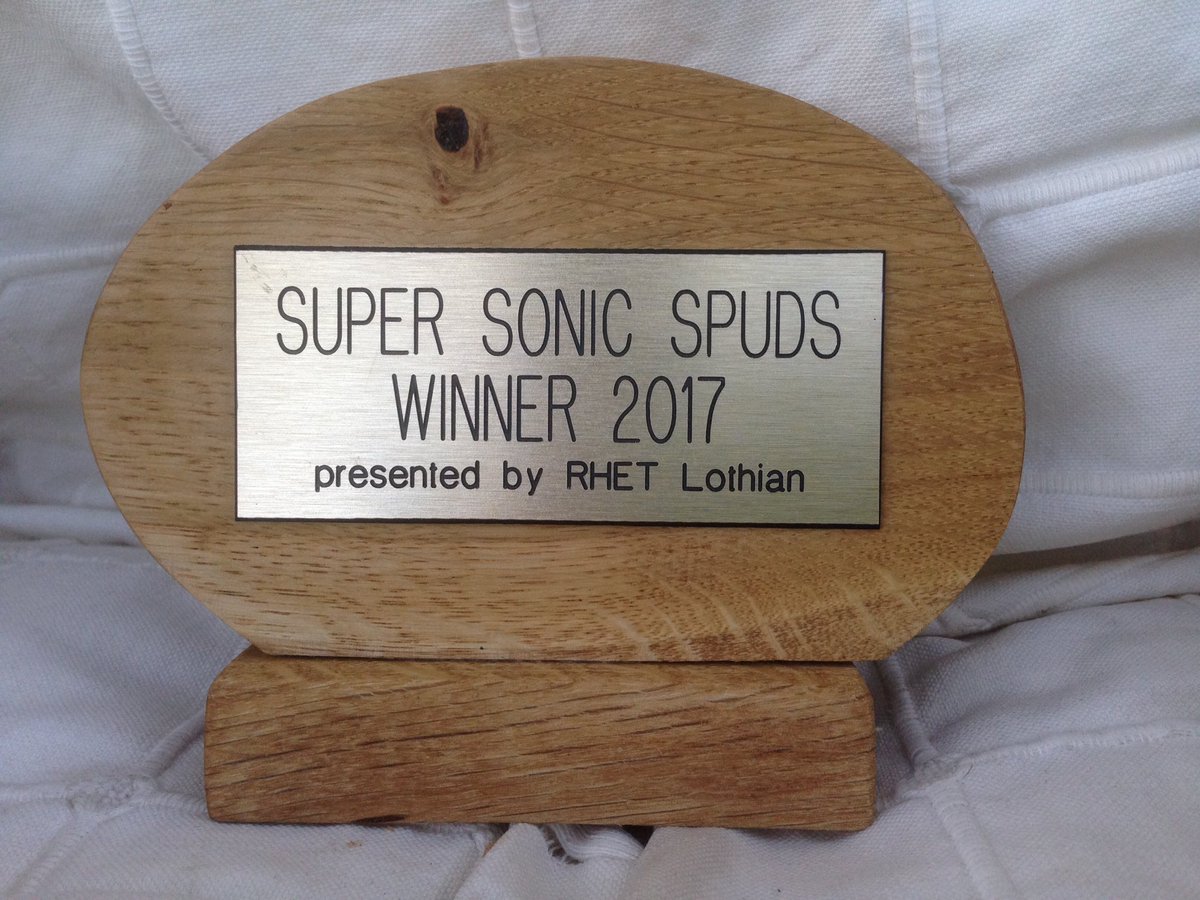 SUPER SONIC SPUDS
WINNER 2017
presented by RHET Lothian